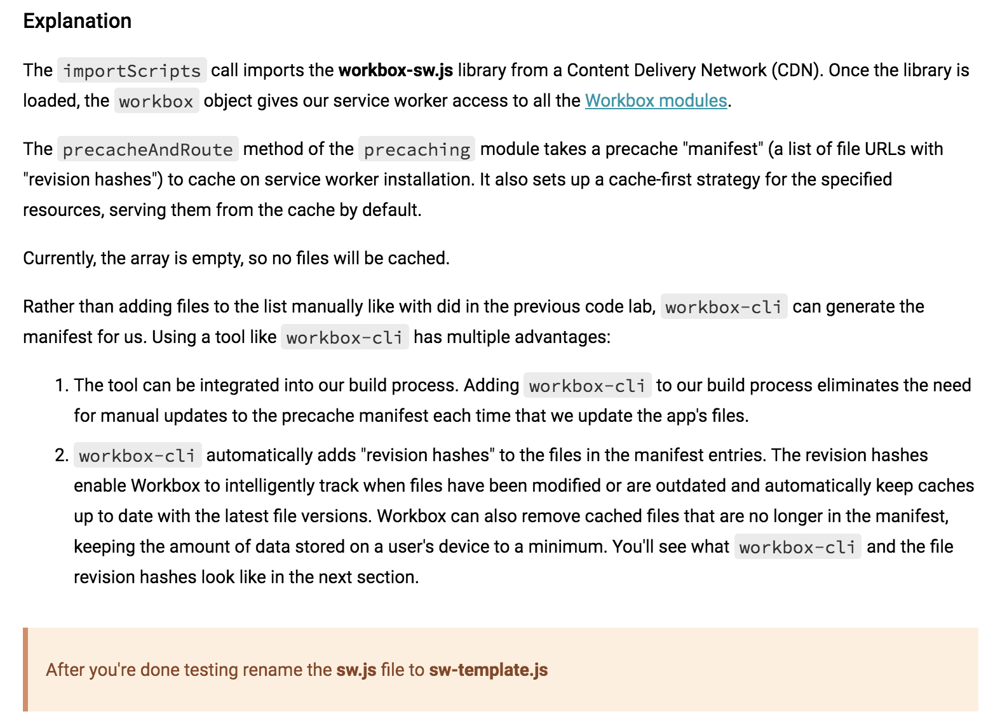 Explanation
The importScripts call imports the workbox-sw.js library from a Content Delivery Network (CDN). Once the library is
loaded, the workbox object gives our service worker access to all the Workbox modules.
The precacheAndRoute method of the precaching module takes a precache "manifest" (a list of file URLs with
"revision hashes") to cache on service worker installation. It also sets up a cache-first strategy for the specified
resources, serving them from the cache by default.
Currently, the array is empty, so no files will be cached.
Rather than adding files to the list manually like with did in the previous code lab, workbox-cli can generate the
manifest for us. Using a tool like workbox-cli has multiple advantages:
1. The tool can be integrated into our build process. Adding workbox-cli to our build process eliminates the need
for manual updates to the precache manifest each time that we update the app's files.
2. workbox-cli automatically adds "revision hashes" to the files in the manifest entries. The revision hashes
enable Workbox to intelligently track when files have been modified or are outdated and automatically keep caches
up to date with the latest file versions. Workbox can also remove cached files that are no longer in the manifest,
keeping the amount of data stored on a user's device to a minimum. You'll see what workbox-cli and the file
revision hashes look like in the next section.
After you're done testing rename the sw.js file to sw-template.js